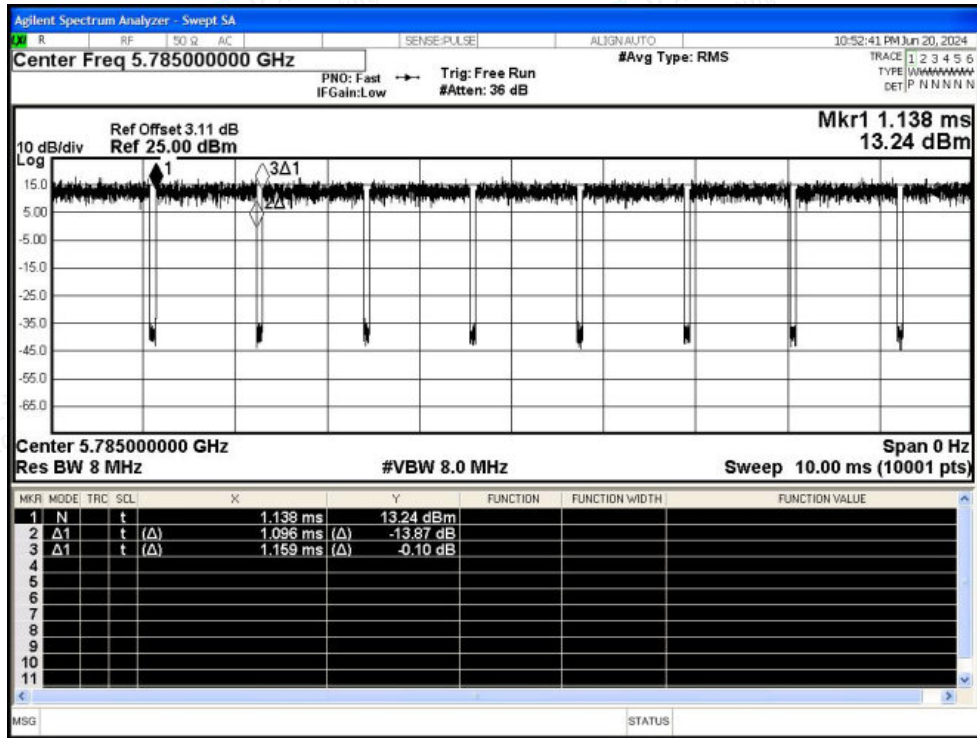 Agilent Spectrum Analyzer - Swept SA
R RF 50 Ω AC SENSE:PULSE ALIGNAUTO 10:52:41 PM Jun 20, 2024
Center Freq 5.785000000 GHz #Avg Type: RMS TRACE 1 2 3 4 5 6
PNO: Fast Trig: Free Run TYPE
IFGain:Low #Atten: 36 dB DET P N N N N N
Mkr1 1.138 ms
Ref Offset 3.11 dB
10 dB/div Ref 25.00 dBm 13.24 dBm
Log
1 3Δ1
15.0
2Δ1
5.00
-5.00
-15.0
-25.0
-35.0
-45.0
-55.0
-65.0
Center 5.785000000 GHz Span 0 Hz
Res BW 8 MHz #VBW 8.0 MHz Sweep 10.00 ms (10001 pts)
MKR MODE TRC SCL X Y FUNCTION FUNCTION WIDTH FUNCTION VALUE
1 N t 1.138 ms 13.24 dBm
2 Δ1 t (Δ) 1.096 ms (Δ) -13.87 dB
3 Δ1 t (Δ) 1.159 ms (Δ) -0.10 dB
4
5
6
7
8
9
10
11
MSG STATUS